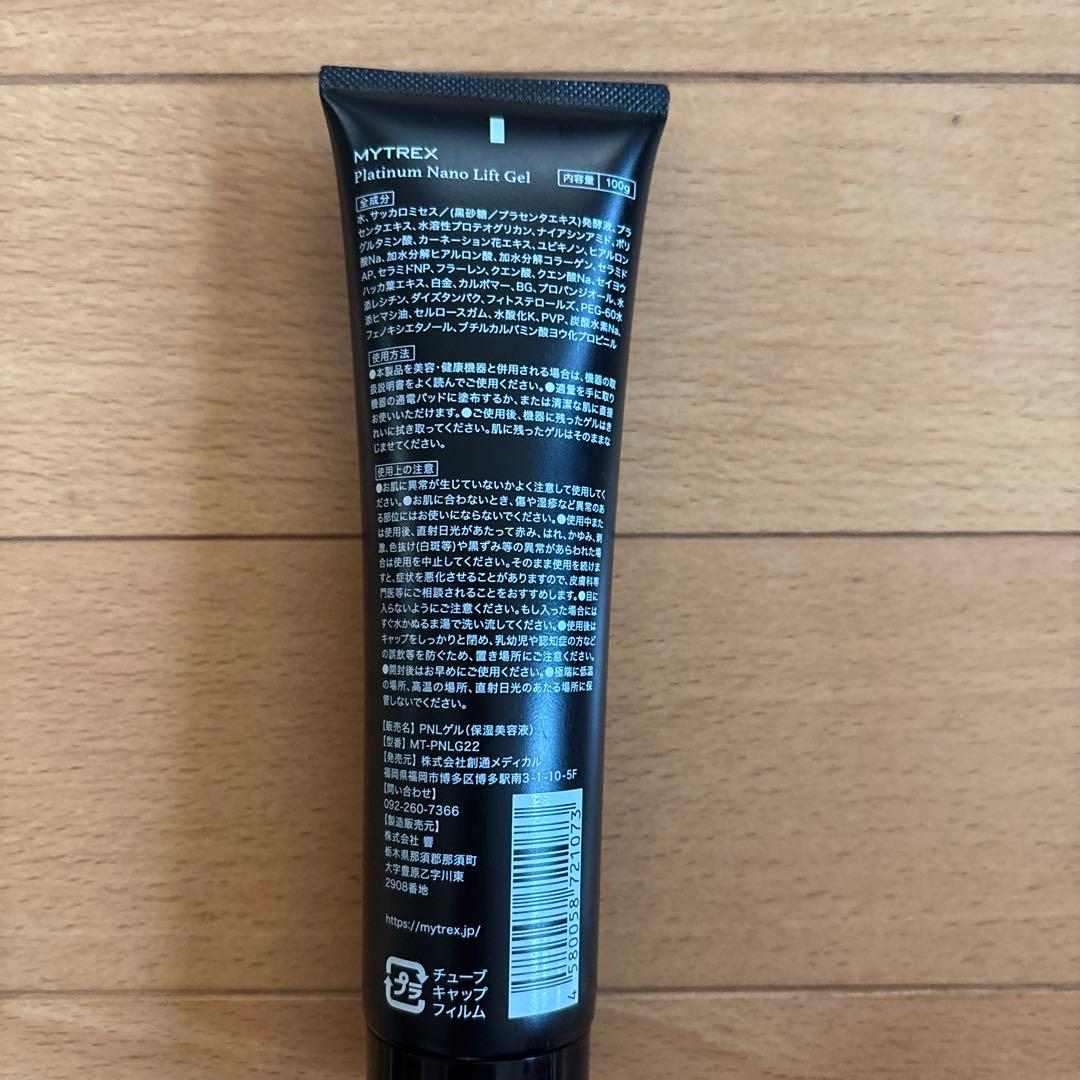 MYTREX
Platinum Nano Lift Gel
内容量 100g
全成分
水、サッカロミセス/(黒砂糖/プラセンタエキス)発酵液、プラ
センタエキス、水溶性プロテオグリカン、ナイアシンアミド、ポリ
グルタミン酸、カーネーション花エキス、ユビキノン、ヒアルロン
酸Na、加水分解ヒアルロン酸、加水分解コラーゲン、セラミド
AP、セラミドNP、フラーレン、クエン酸、クエン酸Na、セイヨウ
ハッカ葉エキス、白金、カルボマー、BG、プロパンジオール、水
添レシチン、ダイズタンパク、フィトステロールズ、PEG-60水
添ヒマシ油、セルロースガム、水酸化K、PVP、炭酸水素Na、
フェノキシエタノール、ブチルカルバミン酸ヨウ化プロピニル
使用方法
●本製品を美容・健康機器と併用される場合は、機器の取
扱説明書をよく読んでご使用ください。●適量を手に取り
機器の通電パッドに塗布するか、または清潔な肌に直接
お使いいただけます。●ご使用後、機器に残ったゲルはき
れいに拭き取ってください。肌に残ったゲルはそのままな
じませてください。
使用上の注意
●お肌に異常が生じていないかよく注意して使用してく
ださい。●お肌に合わないとき、傷や湿疹など異常のあ
る部位にはお使いにならないでください。●使用中また
は使用後、直射日光があたって赤み、はれ、かゆみ、刺
激、色抜け(白斑等)や黒ずみ等の異常があらわれた場
合は使用を中止してください。そのまま使用を続けま
すと、症状を悪化させることがありますので、皮膚科専
門医等にご相談されることをおすすめします。●目に
入らないようにご注意ください。もし入った場合には
すぐ水かぬるま湯で洗い流してください。●使用後は
キャップをしっかりと閉め、乳幼児や認知症の方など
の誤飲等を防ぐため、置き場所にご注意ください。
●開封後はお早めにご使用ください。●極端に低温
の場所、高温の場所、直射日光のあたる場所に保
管しないでください。
【販売名】PNLゲル(保湿美容液)
【型番】MT-PNLG22
【発売元】株式会社創通メディカル
福岡県福岡市博多区博多駅南3-1-10-5F
【問い合わせ】
092-260-7366
【製造販売元】
株式会社 響
栃木県那須郡那須町
大字豊原乙字川東
2908番地
https://mytrex.jp/
プラ
チューブ
キャップ
フィルム
4 580058 721073